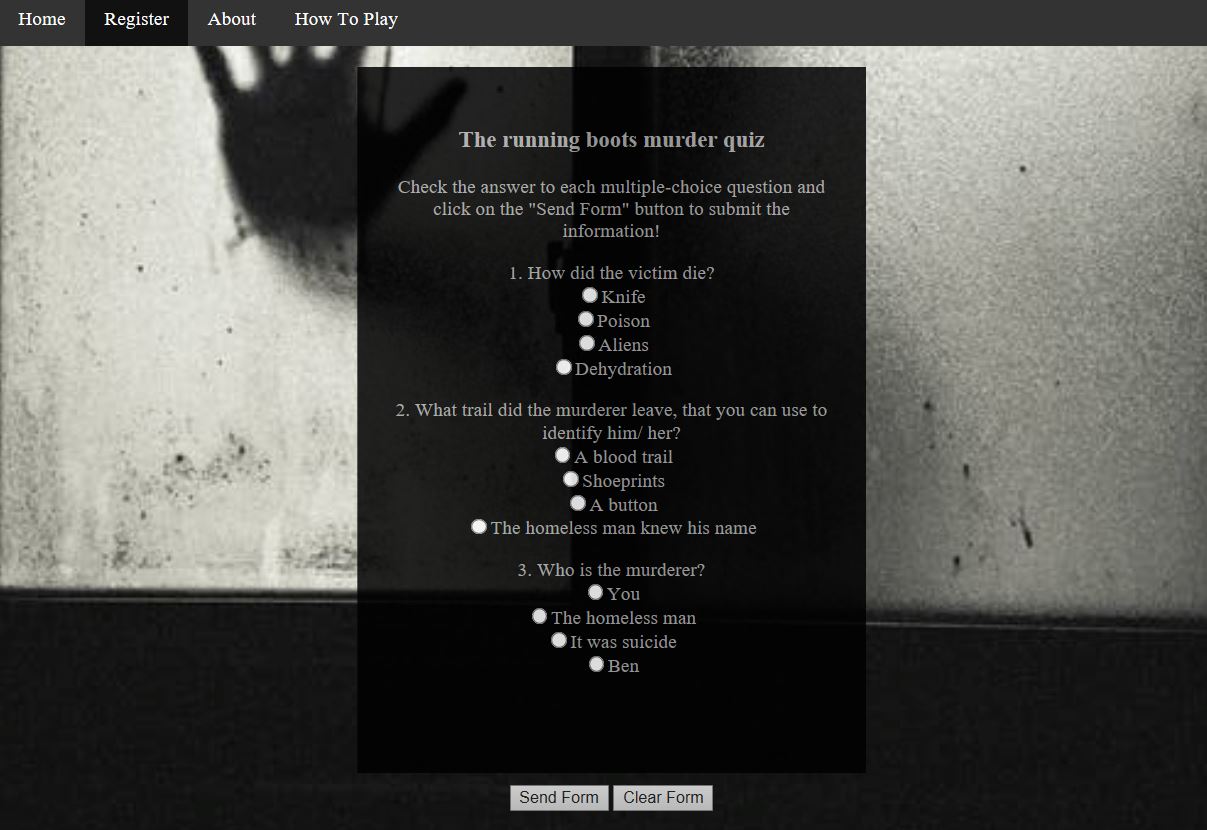 Home Register About How To Play
The running boots murder quiz
Check the answer to each multiple-choice question and
click on the "Send Form" button to submit the
information!
1. How did the victim die?
Knife
Poison
Aliens
Dehydration
2. What trail did the murderer leave, that you can use to
identify him/ her?
A blood trail
Shoeprints
A button
The homeless man knew his name
3. Who is the murderer?
You
The homeless man
It was suicide
Ben
Send Form Clear Form